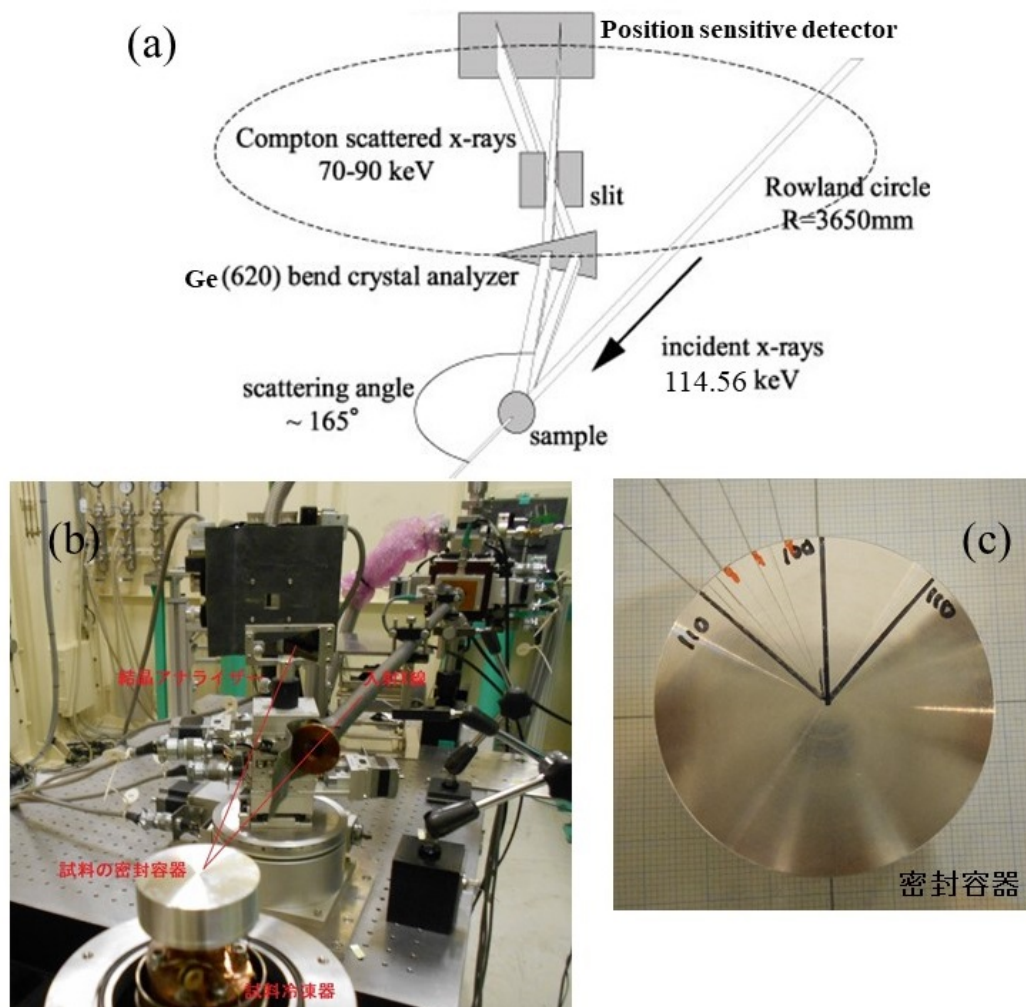 (a)
Position sensitive detector
Compton scattered x-rays
70-90 keV
slit
Rowland circle
R=3650mm
Ge (620) bend crystal analyzer
incident x-rays
114.56 keV
scattering angle
~ 165°
sample
(b)
結晶アナライザー
入射X線
試料の密封容器
試料冷凍器
(c)
110
100
110
密封容器